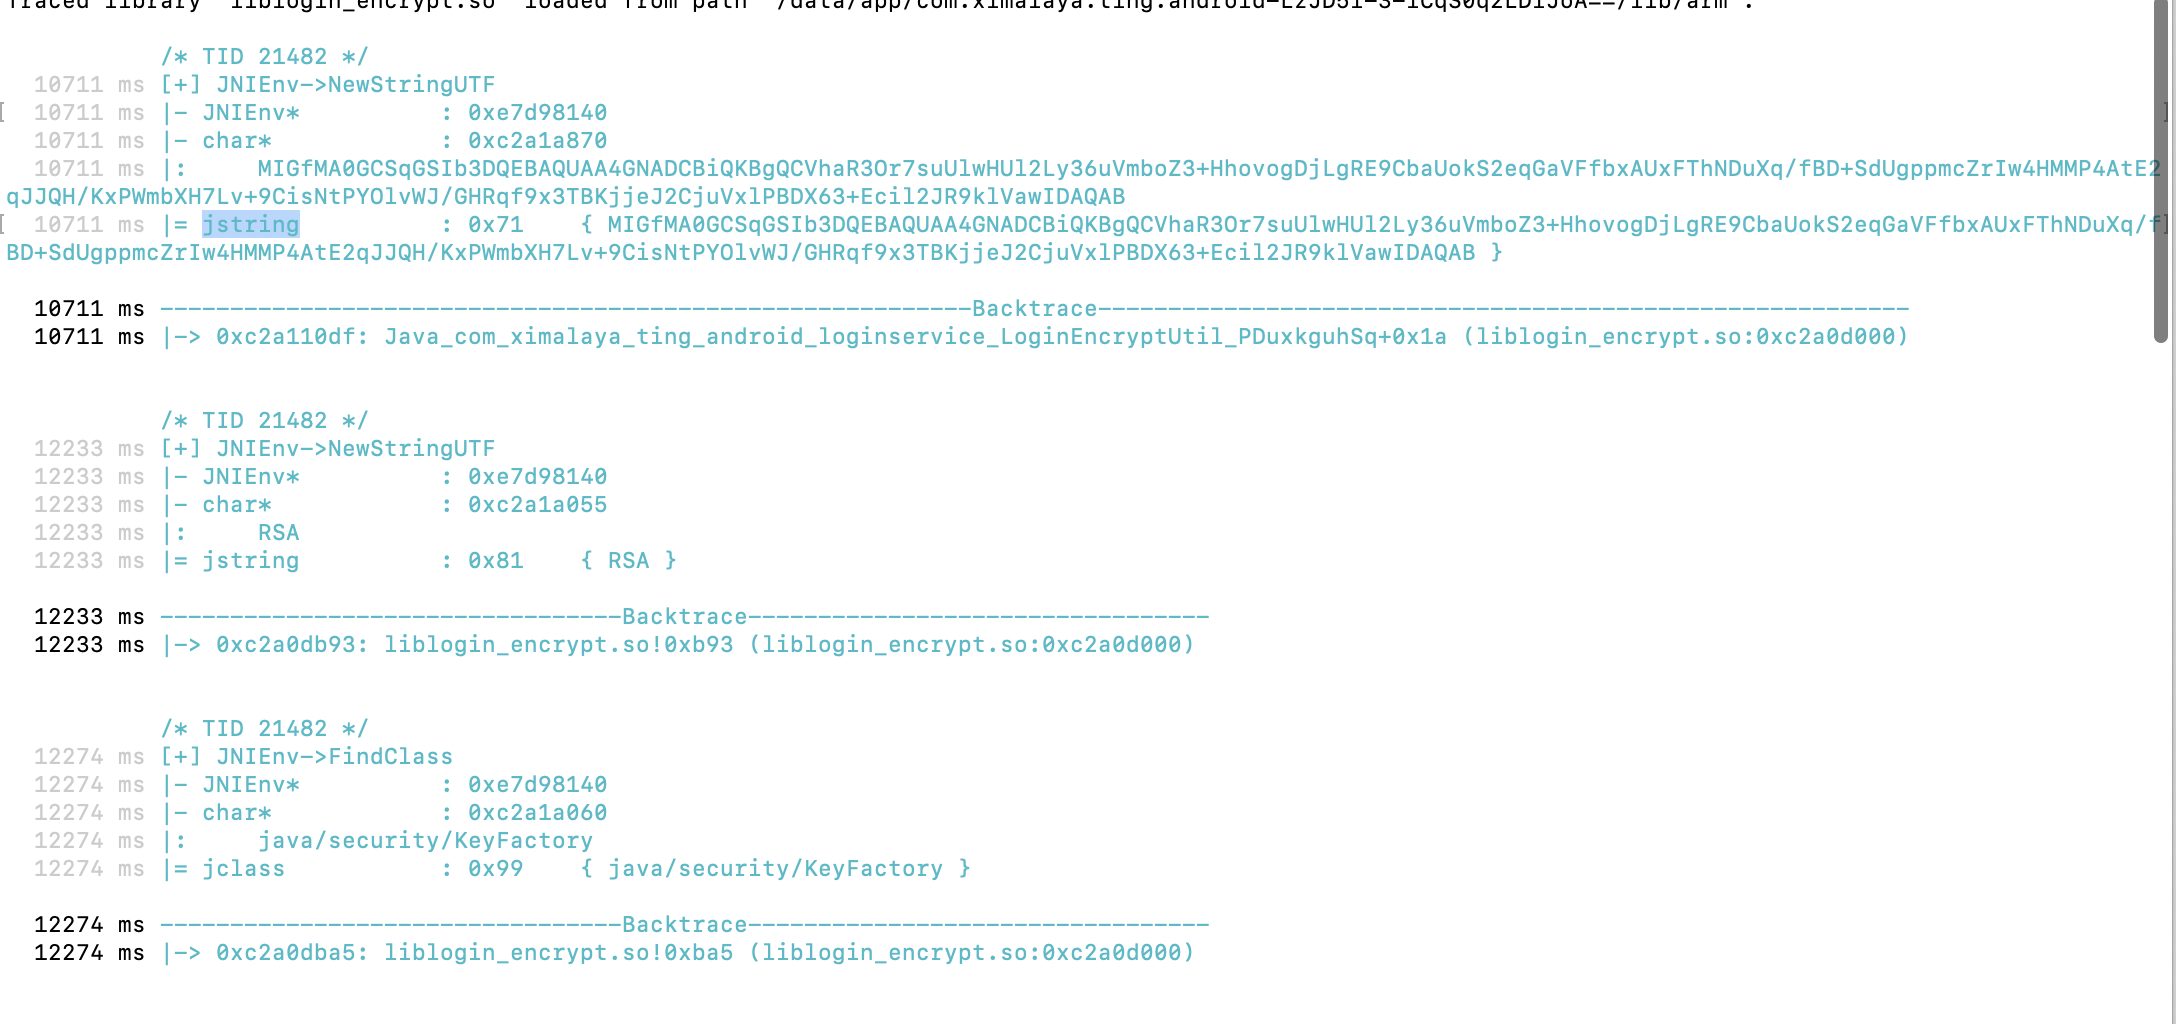 Traced library "liblogin_encrypt.so" loaded from path "/data/app/com.ximalaya.ting.android-
/lib/arm".
/* TID 21482 */
10711 ms [+] JNIEnv->NewStringUTF
10711 ms |- JNIEnv*          : 0xe7d98140
10711 ms |- char*            : 0xc2a1a870
10711 ms |:     MIGfMA0GCSqGSIb3DQEBAQUAA4GNADCBiQKBgQCVhaR3Or7suUlwHUl2Ly36uVmboZ3+HhovogDjLgRE9CbaUokS2eqGaVFfbxAUxFThNDuXq/fBD+SdUgppmcZrIw4HMMP4AtE2
qJJQH/KxPWmbXH7Lv+9CisNtPYOlvWJ/GHRqf9x3TBKjjeJ2CjuVxlPBDX63+Ecil2JR9klVawIDAQAB
10711 ms |= jstring          : 0x71    { MIGfMA0GCSqGSIb3DQEBAQUAA4GNADCBiQKBgQCVhaR3Or7suUlwHUl2Ly36uVmboZ3+HhovogDjLgRE9CbaUokS2eqGaVFfbxAUxFThNDuXq/f
BD+SdUgppmcZrIw4HMMP4AtE2qJJQH/KxPWmbXH7Lv+9CisNtPYOlvWJ/GHRqf9x3TBKjjeJ2CjuVxlPBDX63+Ecil2JR9klVawIDAQAB }
10711 ms ----------------------------------------------------------Backtrace----------------------------------------------------------
10711 ms |-> 0xc2a110df: Java_com_ximalaya_ting_android_loginservice_LoginEncryptUtil_PDuxkguhSq+0x1a (liblogin_encrypt.so:0xc2a0d000)
/* TID 21482 */
12233 ms [+] JNIEnv->NewStringUTF
12233 ms |- JNIEnv*          : 0xe7d98140
12233 ms |- char*            : 0xc2a1a055
12233 ms |:     RSA
12233 ms |= jstring          : 0x81    { RSA }
12233 ms ---------------------------------Backtrace---------------------------------
12233 ms |-> 0xc2a0db93: liblogin_encrypt.so!0xb93 (liblogin_encrypt.so:0xc2a0d000)
/* TID 21482 */
12274 ms [+] JNIEnv->FindClass
12274 ms |- JNIEnv*          : 0xe7d98140
12274 ms |- char*            : 0xc2a1a060
12274 ms |:     java/security/KeyFactory
12274 ms |= jclass           : 0x99    { java/security/KeyFactory }
12274 ms ---------------------------------Backtrace---------------------------------
12274 ms |-> 0xc2a0dba5: liblogin_encrypt.so!0xba5 (liblogin_encrypt.so:0xc2a0d000)